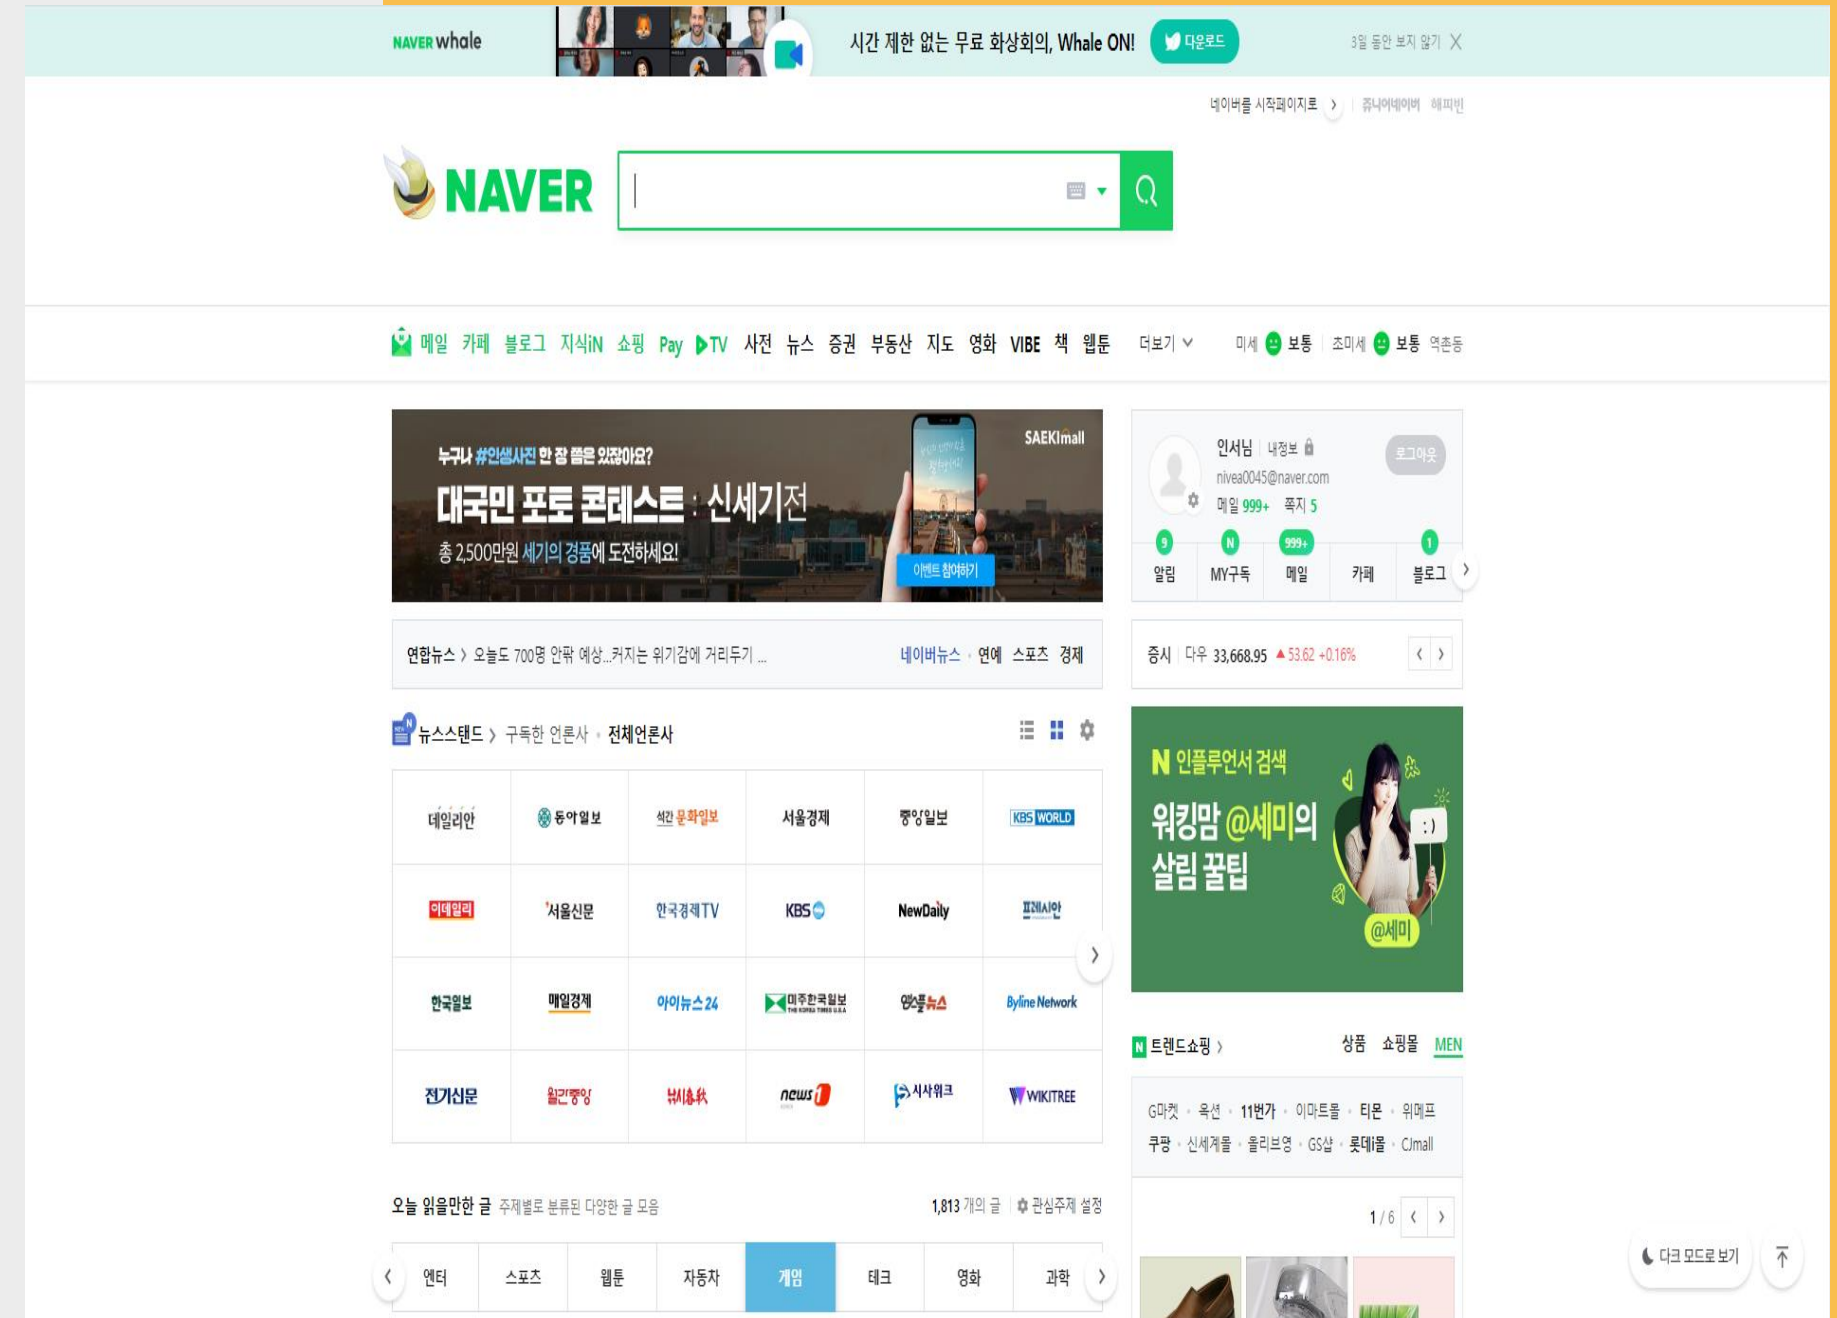 NAVER whale
시간 제한 없는 무료 화상회의, Whale ON!
다운로드
3일 동안 보지 않기
네이버를 시작페이지로
쥬니어네이버 해피빈
NAVER
메일 카페 블로그 지식iN 쇼핑 Pay TV 사전 뉴스 증권 부동산 지도 영화 VIBE 책 웹툰 더보기
미세 보통 초미세 보통 역촌동
누구나 #인생사진 한 장 쯤은 있잖아요?
대국민 포토 콘테스트 : 신세기전
총 2,500만원 세기의 경품에 도전하세요!
SAEKImall
이벤트 참여하기
인서님 내정보
로그아웃
nivea0045@naver.com
메일 999+ 쪽지 5
9 N 999+ 1
알림 MY구독 메일 카페 블로그
연합뉴스 > 오늘도 700명 안팎 예상...커지는 위기감에 거리두기 ...
네이버뉴스 연예 스포츠 경제
증시 다우 33,668.95 ▲ 53.62 +0.16%
뉴스스탠드 > 구독한 언론사 · 전체언론사
데일리안 동아일보 석간 문화일보 서울경제 중앙일보 KBS WORLD
이데일리 서울신문 한국경제TV KBS NewDaily 프레시안
한국일보 매일경제 아이뉴스24 미주한국일보 THE KOREA TIMES U.S.A 뉴스 Byline Network
전기신문 월간중앙 낚시春秋 news1 시사위크 WIKITREE
N 인플루언서 검색
워킹맘 @세미의
살림 꿀팁
:)
@세미
N 트렌드쇼핑 >
상품 쇼핑몰 MEN
G마켓 · 옥션 · 11번가 · 이마트몰 · 티몬 · 위메프
쿠팡 · 신세계몰 · 올리브영 · GS샵 · 롯데i몰 · CJmall
1 / 6
오늘 읽을만한 글 주제별로 분류된 다양한 글 모음
1,813 개의 글 관심주제 설정
엔터 스포츠 웹툰 자동차 게임 테크 영화 과학
다크 모드로 보기